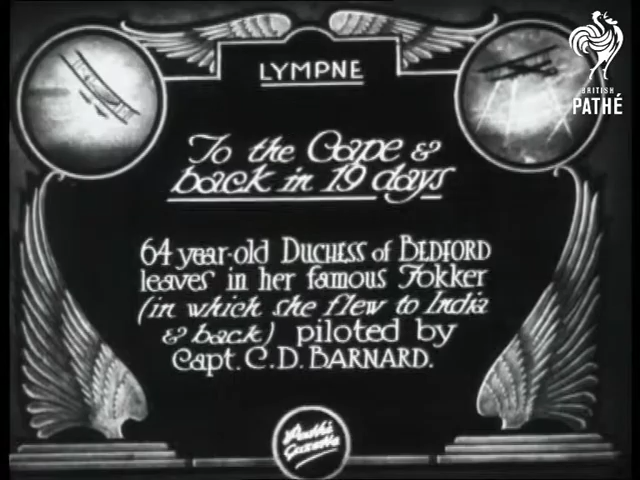 LYMPNE
BRITISH
PATHÉ
To the Cape &
back in 19 days
64 year-old DUCHESS of BEDFORD
leaves in her famous Fokker
(in which she flew to India
& back) piloted by
Capt. C. D. BARNARD.
Pathé
Gazette